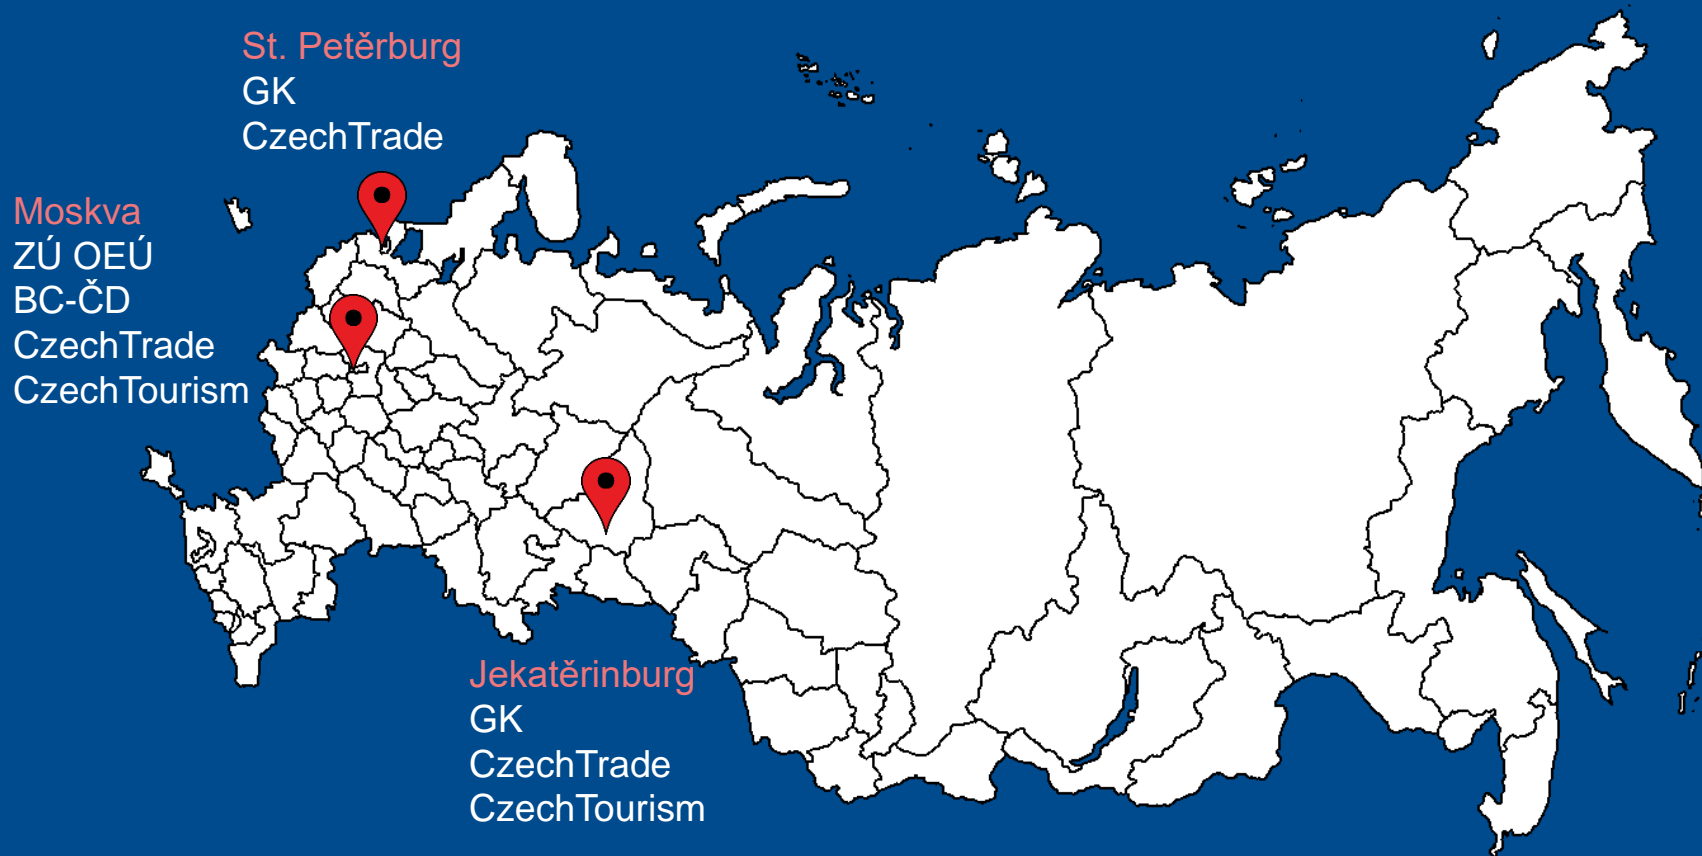 St. Petěrburg
GK
CzechTrade
Moskva
ZÚ OEÚ
BC-ČD
CzechTrade
CzechTourism
Jekatěrinburg
GK
CzechTrade
CzechTourism